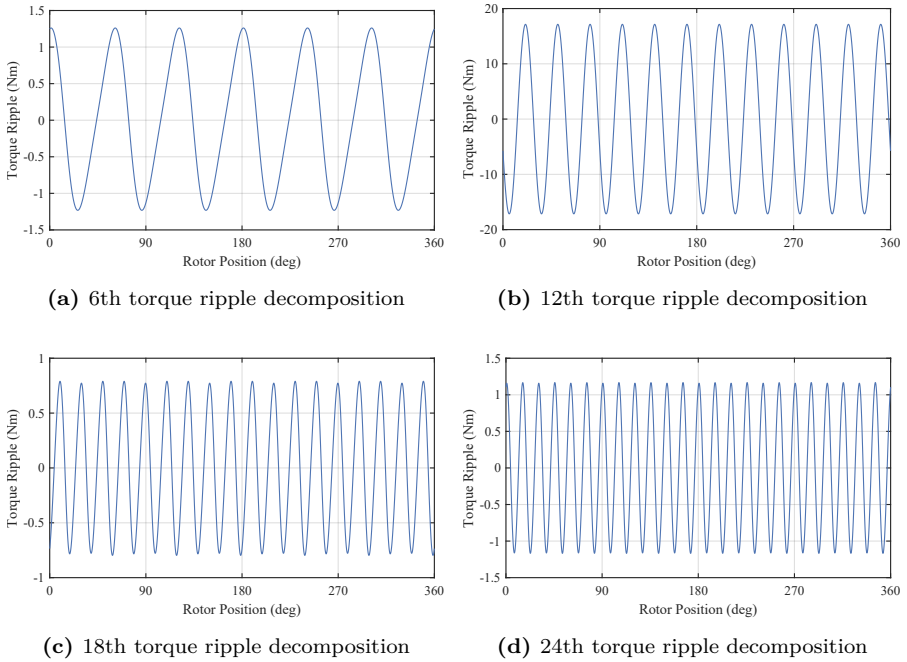 1.5
1
0.5
0
-0.5
-1
-1.5
0 90 180 270 360
Torque Ripple (Nm)
Rotor Position (deg)
(a) 6th torque ripple decomposition
20
10
0
-10
-20
0 90 180 270 360
Torque Ripple (Nm)
Rotor Position (deg)
(b) 12th torque ripple decomposition
1
0.5
0
-0.5
-1
0 90 180 270 360
Torque Ripple (Nm)
Rotor Position (deg)
(c) 18th torque ripple decomposition
1.5
1
0.5
0
-0.5
-1
-1.5
0 90 180 270 360
Torque Ripple (Nm)
Rotor Position (deg)
(d) 24th torque ripple decomposition